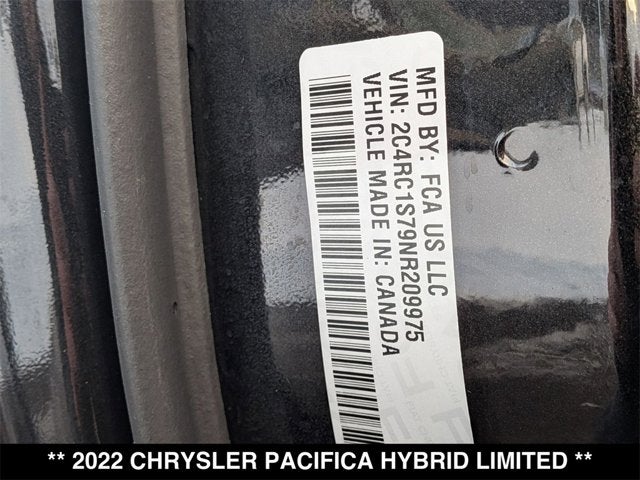 MFD BY: FCA US LLC
VIN: 2C4RC1S79NR209975
VEHICLE MADE IN: CANADA
** 2022 CHRYSLER PACIFICA HYBRID LIMITED **